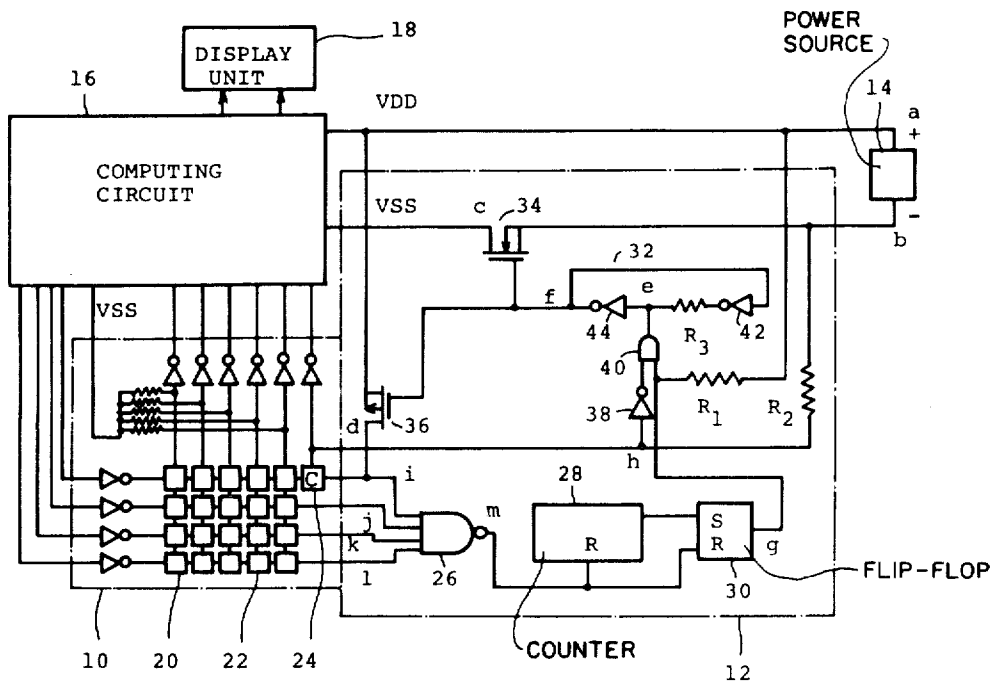 POWER
SOURCE
18
DISPLAY
UNIT
16
14
VDD
a
+
COMPUTING
CIRCUIT
VSS
c
34
-
b
32
e
f
VSS
44
R3
42
40
38
R1
R2
d
36
h
C
i
28
m
j
S
k
R
R
g
l
26
30
FLIP-FLOP
COUNTER
10
20
22
24
12